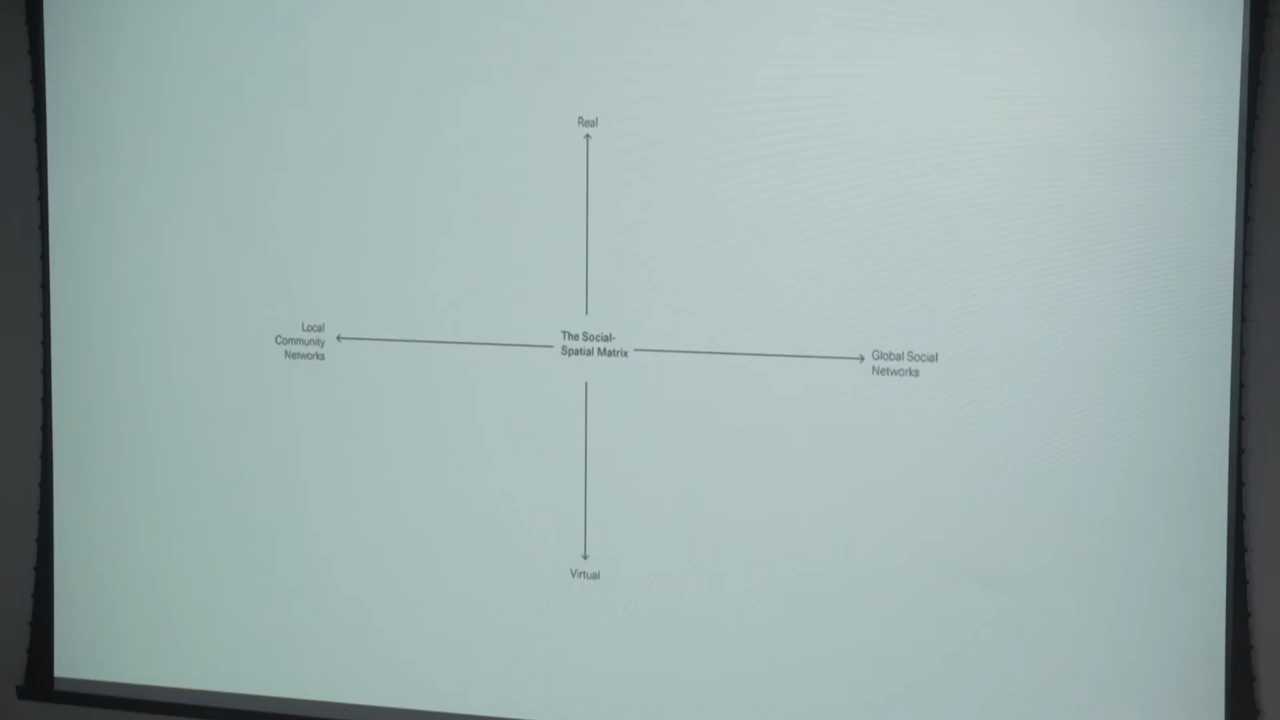 Real
Local
Community
Networks
The Social-
Spatial Matrix
Global Social
Networks
Virtual